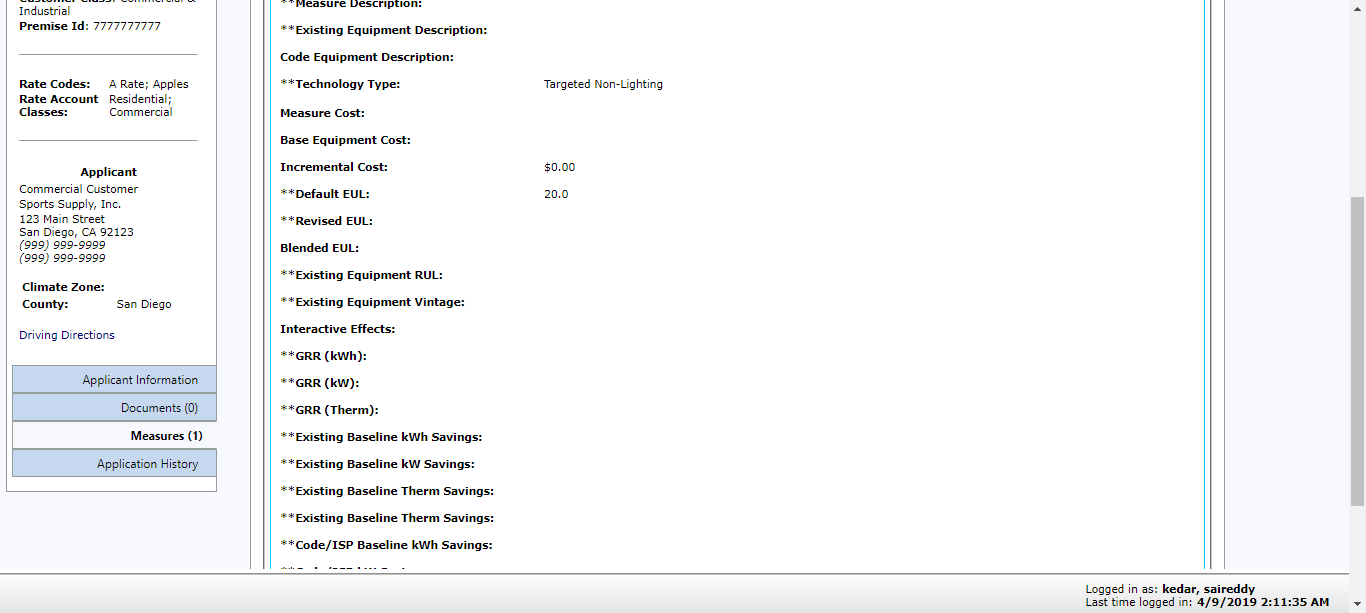 Customer Class: Commercial &
Industrial
Premise Id: 7777777777
Rate Codes: A Rate; Apples
Rate Account Residential;
Classes: Commercial
Applicant
Commercial Customer
Sports Supply, Inc.
123 Main Street
San Diego, CA 92123
(999) 999-9999
(999) 999-9999
Climate Zone:
County: San Diego
Driving Directions
Applicant Information
Documents (0)
Measures (1)
Application History
**Measure Description:
**Existing Equipment Description:
Code Equipment Description:
**Technology Type: Targeted Non-Lighting
Measure Cost:
Base Equipment Cost:
Incremental Cost: $0.00
**Default EUL: 20.0
**Revised EUL:
Blended EUL:
**Existing Equipment RUL:
**Existing Equipment Vintage:
Interactive Effects:
**GRR (kWh):
**GRR (kW):
**GRR (Therm):
**Existing Baseline kWh Savings:
**Existing Baseline kW Savings:
**Existing Baseline Therm Savings:
**Existing Baseline Therm Savings:
**Code/ISP Baseline kWh Savings:
Logged in as: kedar, saireddy
Last time logged in: 4/9/2019 2:11:35 AM